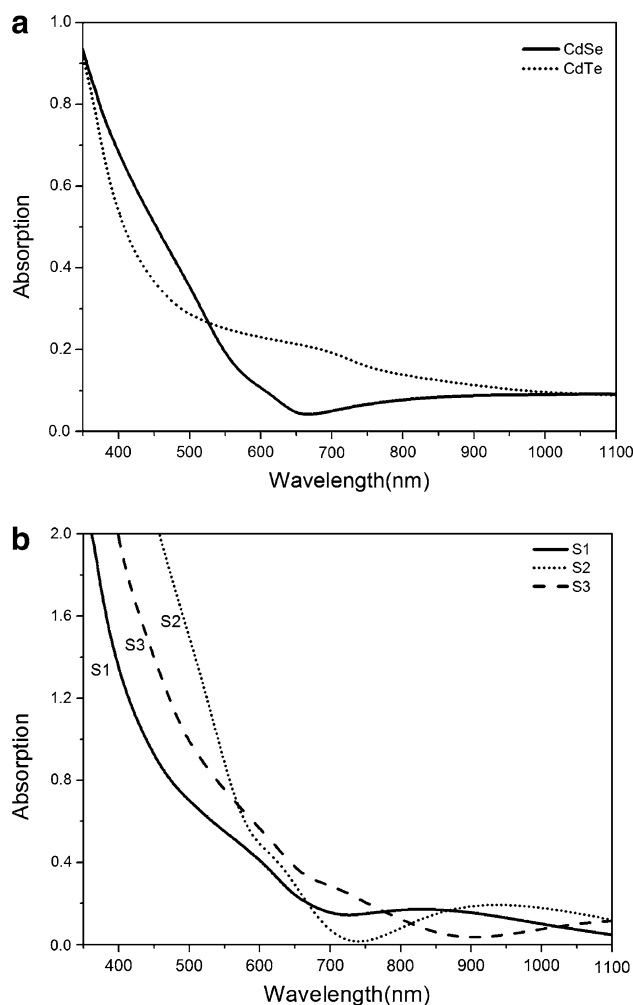 a
1.0
0.8
0.6
0.4
0.2
0.0
Absorption
CdSe
CdTe
400 500 600 700 800 900 1000 1100
Wavelength(nm)
b
2.0
1.6
1.2
0.8
0.4
0.0
Absorption
S1
S2
S3
S2
S3
S1
400 500 600 700 800 900 1000 1100
Wavelength(nm)